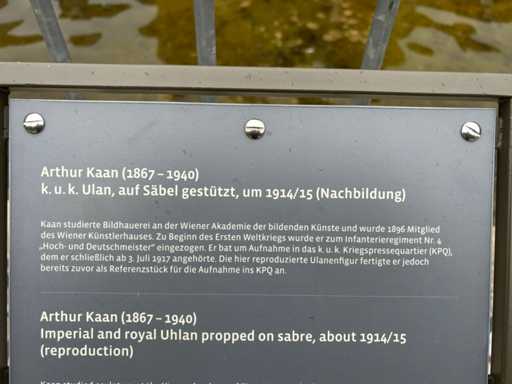 Arthur Kaan (1867 – 1940)
k. u. k. Ulan, auf Säbel gestützt, um 1914/15 (Nachbildung)
Kaan studierte Bildhauerei an der Wiener Akademie der bildenden Künste und wurde 1896 Mitglied
des Wiener Künstlerhauses. Zu Beginn des Ersten Weltkriegs wurde er zum Infanterieregiment Nr. 4
„Hoch- und Deutschmeister“ eingezogen. Er bat um Aufnahme in das k. u. k. Kriegspressequartier (KPQ),
dem er schließlich ab 3. Juli 1917 angehörte. Die hier reproduzierte Ulanenfigur fertigte er jedoch
bereits zuvor als Referenzstück für die Aufnahme ins KPQ an.
Arthur Kaan (1867 – 1940)
Imperial and royal Uhlan propped on sabre, about 1914/15
(reproduction)